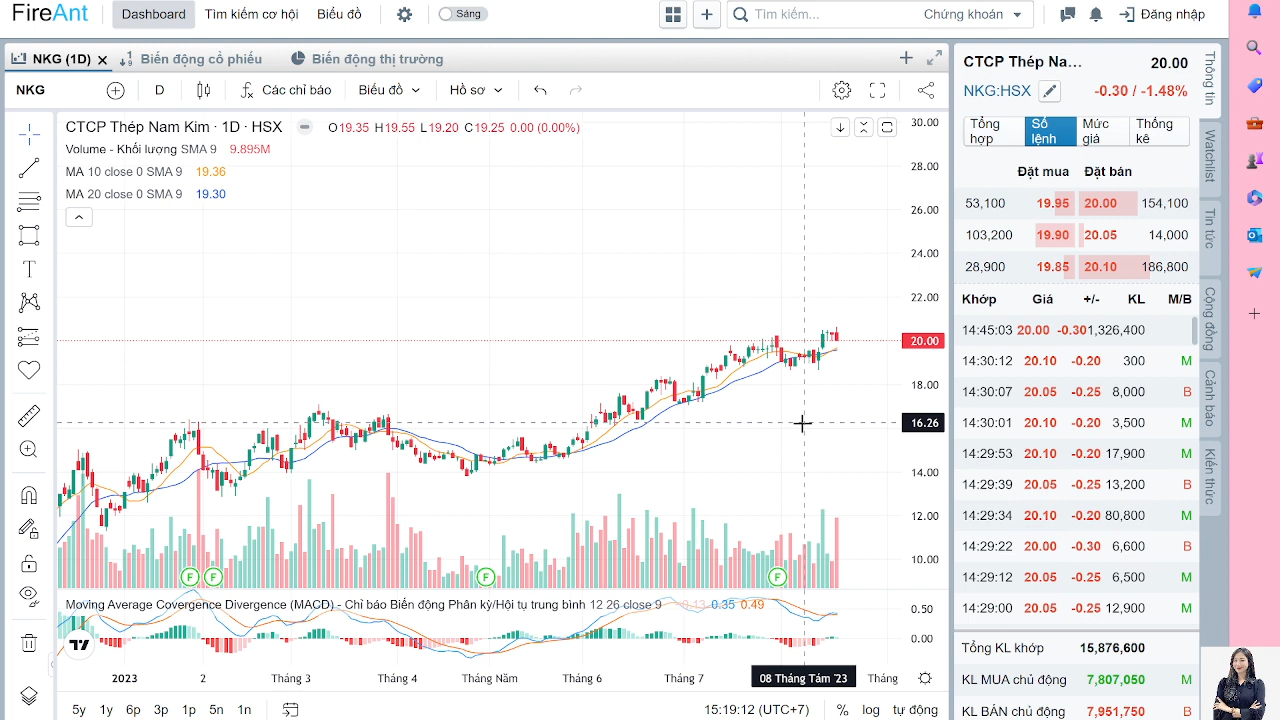 FireAnt
Dashboard
Tìm kiếm cơ hội
Biểu đồ
Sáng
Tìm kiếm...
Chứng khoán
Đăng nhập
NKG (1D)
Biến động cổ phiếu
Biến động thị trường
NKG
D
Các chỉ báo
Biểu đồ
Hồ sơ
CTCP Thép Nam Kim · 1D · HSX
O19.35 H19.55 L19.20 C19.25 0.00 (0.00%)
Volume - Khối lượng SMA 9 9.895M
MA 10 close 0 SMA 9 19.36
MA 20 close 0 SMA 9 19.30
30.00
28.00
26.00
24.00
22.00
20.00
18.00
16.26
14.00
12.00
10.00
F
F
F
F
Moving Average Covergence Divergence (MACD) - Chỉ báo Biến động Phân kỳ/Hội tụ trung bình 12 26 close 9 -0.13 0.35 0.49
0.50
0.00
2023
2
Tháng 3
Tháng 4
Tháng Năm
Tháng 6
Tháng 7
08 Tháng Tám '23
Tháng
5y 1y 6p 3p 1p 5n 1n
15:19:12 (UTC+7)
% log tự động
CTCP Thép Na...
20.00
NKG:HSX
-0.30 / -1.48%
Tổng hợp
Số lệnh
Mức giá
Thống kê
Đặt mua Đặt bán
53,100 19.95 20.00 154,100
103,200 19.90 20.05 14,000
28,900 19.85 20.10 186,800
Khớp Giá +/- KL M/B
14:45:03 20.00 -0.30 1,326,400
14:30:12 20.10 -0.20 300 M
14:30:07 20.05 -0.25 8,000 B
14:30:01 20.10 -0.20 3,500 M
14:29:53 20.10 -0.20 17,900 M
14:29:39 20.05 -0.25 13,200 B
14:29:34 20.10 -0.20 80,800 M
14:29:22 20.00 -0.30 6,600 B
14:29:12 20.05 -0.25 6,500 M
14:29:00 20.05 -0.25 12,900 M
Tổng KL khớp 15,876,600
KL MUA chủ động 7,807,050 M
KL BÁN chủ động 7,951,750 B
Thông tin
Watchlist
Tin tức
Cộng đồng
Cảnh báo
Kiến thức